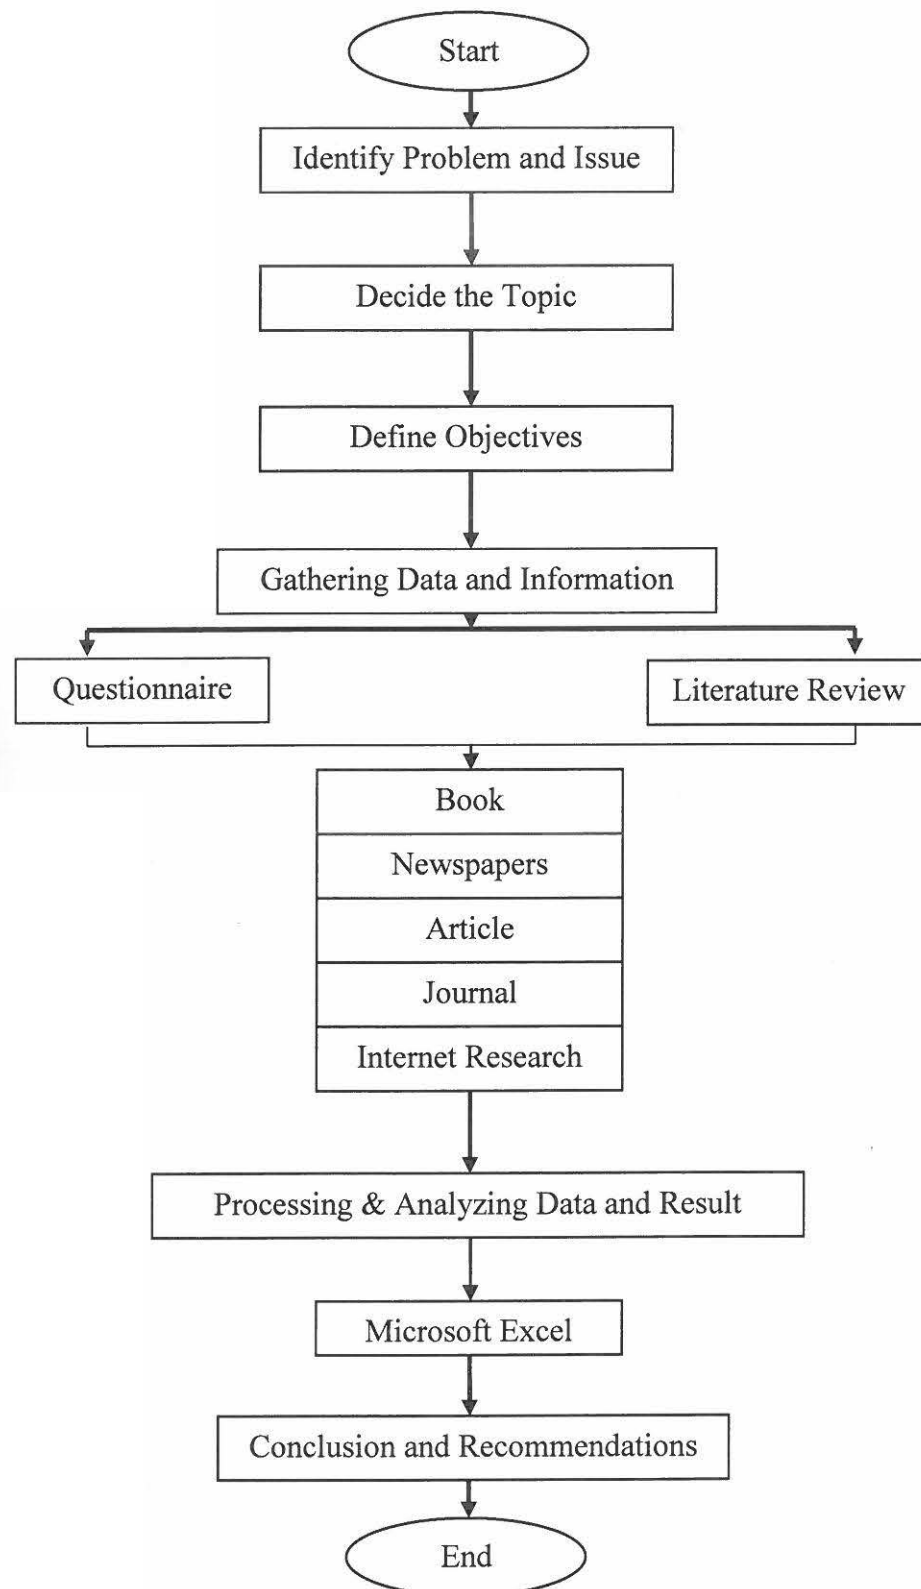 Start
Identify Problem and Issue
Decide the Topic
Define Objectives
Gathering Data and Information
Questionnaire
Literature Review
Book
Newspapers
Article
Journal
Internet Research
Processing & Analyzing Data and Result
Microsoft Excel
Conclusion and Recommendations
End